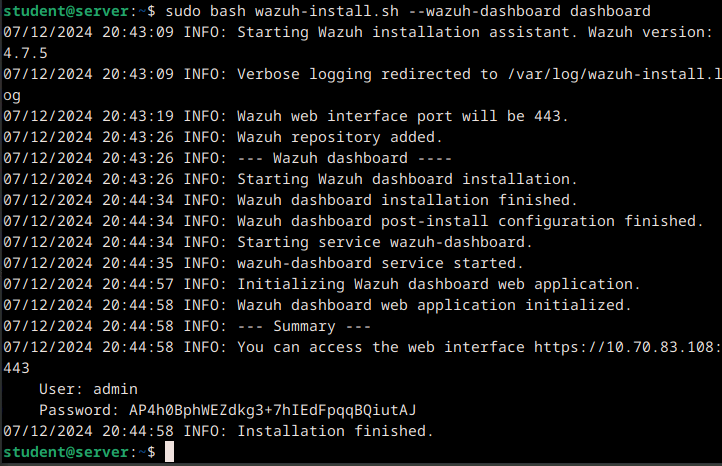 student@server:~$ sudo bash wazuh-install.sh --wazuh-dashboard dashboard
07/12/2024 20:43:09 INFO: Starting Wazuh installation assistant. Wazuh version:
4.7.5
07/12/2024 20:43:09 INFO: Verbose logging redirected to /var/log/wazuh-install.l
og
07/12/2024 20:43:19 INFO: Wazuh web interface port will be 443.
07/12/2024 20:43:26 INFO: Wazuh repository added.
07/12/2024 20:43:26 INFO: --- Wazuh dashboard ----
07/12/2024 20:43:26 INFO: Starting Wazuh dashboard installation.
07/12/2024 20:44:34 INFO: Wazuh dashboard installation finished.
07/12/2024 20:44:34 INFO: Wazuh dashboard post-install configuration finished.
07/12/2024 20:44:34 INFO: Starting service wazuh-dashboard.
07/12/2024 20:44:35 INFO: wazuh-dashboard service started.
07/12/2024 20:44:57 INFO: Initializing Wazuh dashboard web application.
07/12/2024 20:44:58 INFO: Wazuh dashboard web application initialized.
07/12/2024 20:44:58 INFO: --- Summary ---
07/12/2024 20:44:58 INFO: You can access the web interface https://10.70.83.108:
443
    User: admin
    Password: AP4h0BphWEZdkg3+7hIEdFpqqBQiutAJ
07/12/2024 20:44:58 INFO: Installation finished.
student@server:~$